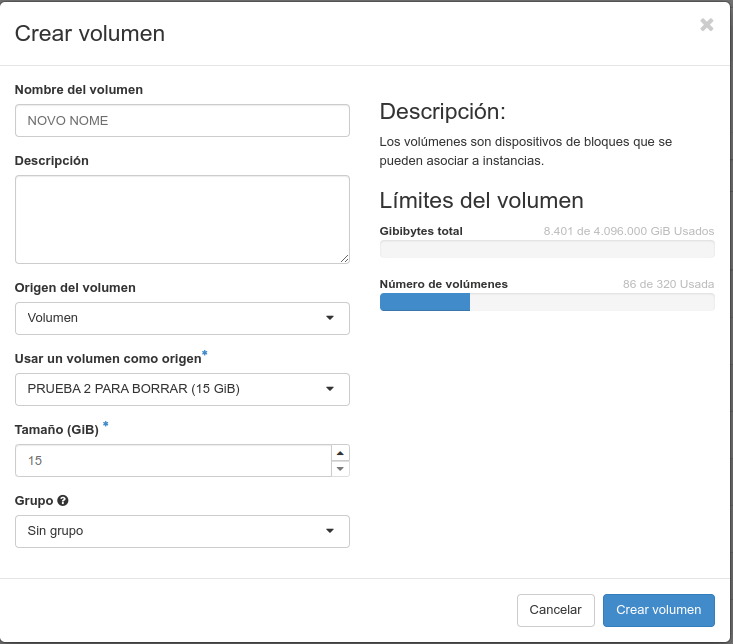 Crear volumen
×
Nombre del volumen
NOVO NOME
Descripción
Origen del volumen
Volumen
Usar un volumen como origen*
PRUEBA 2 PARA BORRAR (15 GiB)
Tamaño (GiB) *
15
Grupo ?
Sin grupo
Descripción:
Los volúmenes son dispositivos de bloques que se
pueden asociar a instancias.
Límites del volumen
Gibibytes total 8.401 de 4.096.000 GiB Usados
Número de volúmenes 86 de 320 Usada
Cancelar Crear volumen